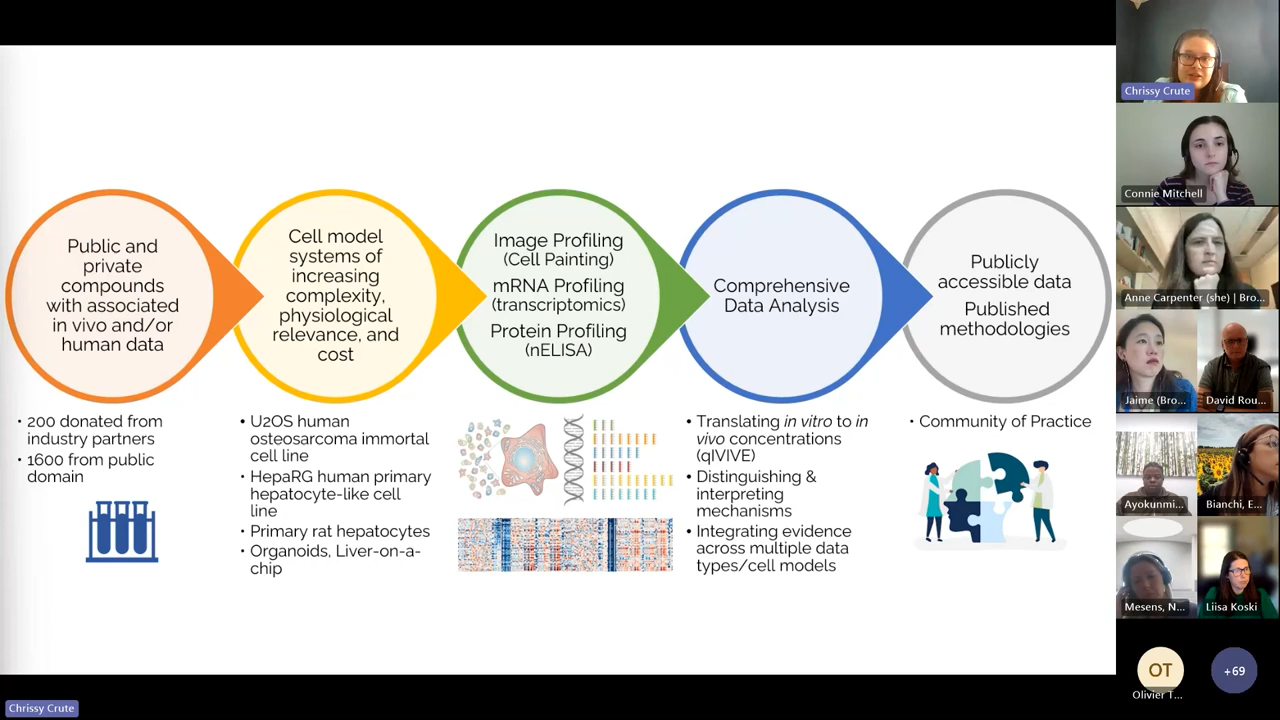 Public and
private
compounds
with associated
in vivo and/or
human data
Cell model
systems of
increasing
complexity,
physiological
relevance, and
cost
Image Profiling
(Cell Painting)
mRNA Profiling
(transcriptomics)
Protein Profiling
(nELISA)
Comprehensive
Data Analysis
Publicly
accessible data
Published
methodologies
• 200 donated from
industry partners
• 1600 from public
domain
• U2OS human
osteosarcoma immortal
cell line
• HepaRG human primary
hepatocyte-like cell
line
• Primary rat hepatocytes
• Organoids, Liver-on-a-
chip
• Translating in vitro to in
vivo concentrations
(qIVIVE)
• Distinguishing &
interpreting
mechanisms
• Integrating evidence
across multiple data
types/cell models
• Community of Practice
Chrissy Crute
Connie Mitchell
Anne Carpenter (she) | Bro...
Jaime (Bro...
David Rou...
Ayokunmi...
Bianchi, E...
Mesens, N...
Liisa Koski
OT
Olivier T...
+69
Chrissy Crute